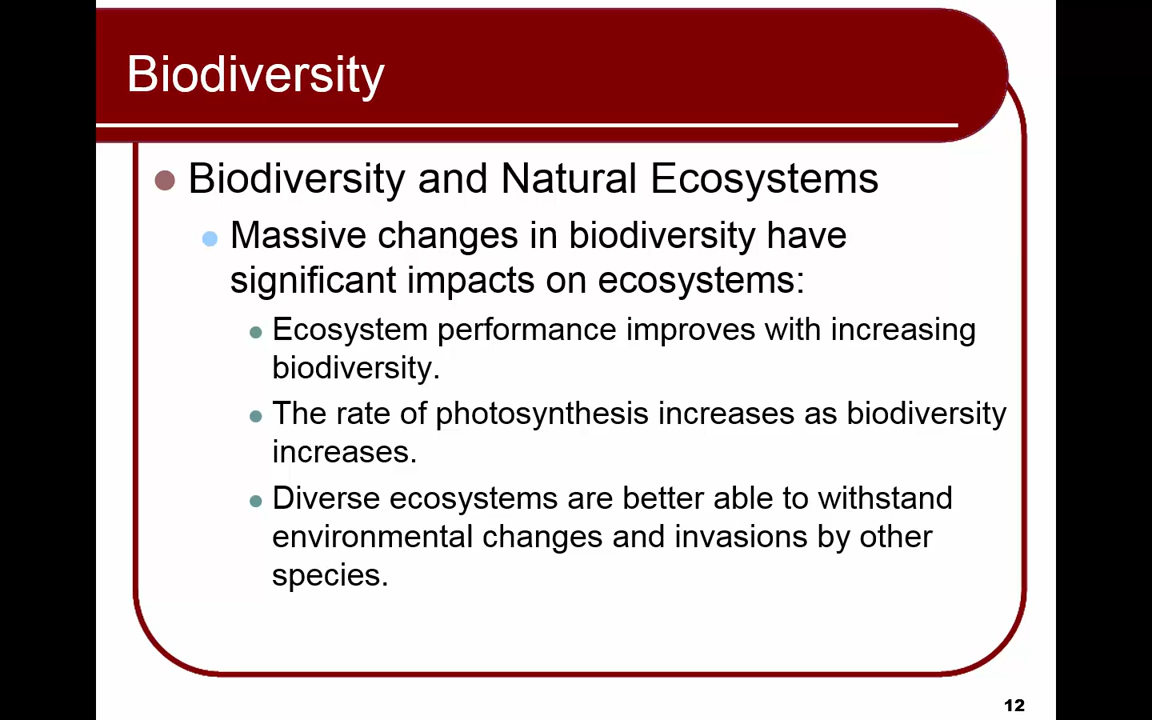 Biodiversity
Biodiversity and Natural Ecosystems
Massive changes in biodiversity have
significant impacts on ecosystems:
Ecosystem performance improves with increasing
biodiversity.
The rate of photosynthesis increases as biodiversity
increases.
Diverse ecosystems are better able to withstand
environmental changes and invasions by other
species.
12